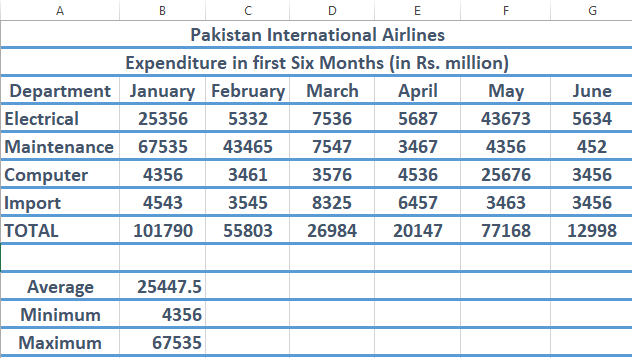 A B C D E F G
Pakistan International Airlines
Expenditure in first Six Months (in Rs. million)
Department January February March April May June
Electrical 25356 5332 7536 5687 43673 5634
Maintenance 67535 43465 7547 3467 4356 452
Computer 4356 3461 3576 4536 25676 3456
Import 4543 3545 8325 6457 3463 3456
TOTAL 101790 55803 26984 20147 77168 12998
Average 25447.5
Minimum 4356
Maximum 67535